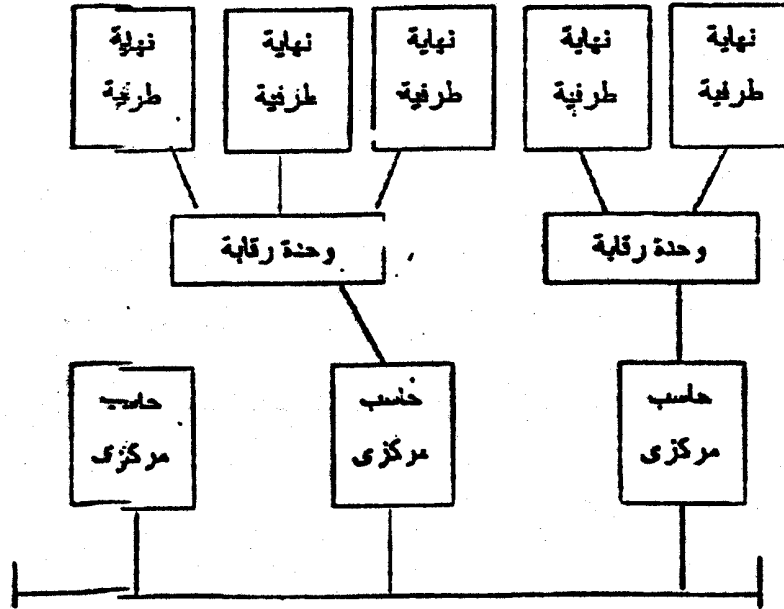 نهاية
طرفية
نهاية
طرفية
نهاية
طرفية
نهاية
طرفية
نهاية
طرفية
وحدة رقابة
وحدة رقابة
حاسب
مركزى
حاسب
مركزى
حاسب
مركزى